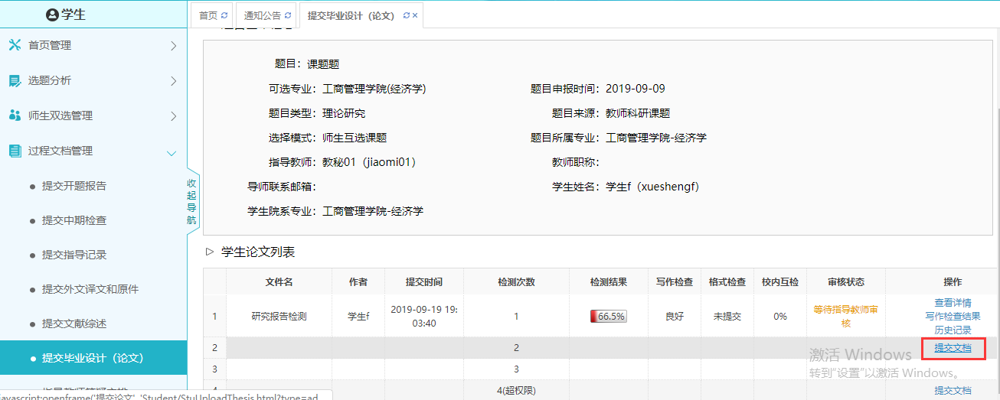 学生
首页
通知公告
提交毕业设计（论文）
首页管理
选题分析
师生双选管理
过程文档管理
提交开题报告
提交中期检查
提交指导记录
提交外文译文和原件
提交文献综述
提交毕业设计（论文）
收起导航
题目：课题题
可选专业：工商管理学院(经济学)
题目申报时间：2019-09-09
题目类型：理论研究
题目来源：教师科研课题
选择模式：师生互选课题
题目所属专业：工商管理学院-经济学
指导教师：教秘01（jiaomi01）
教师职称：
导师联系邮箱：
学生姓名：学生f（xueshengf）
学生院系专业：工商管理学院-经济学
学生论文列表
文件名 作者 提交时间 检测次数 检测结果 写作检查 格式检查 校内互检 审核状态 操作
1 研究报告检测 学生f 2019-09-19 19:03:40 1 66.5% 良好 未提交 0% 等待指导教师审核 查看详情
写作检查结果
历史记录
2 2 提交文档
3 3
4(超权限) 提交文档
激活 Windows
转到“设置”以激活 Windows。
javascript:openframe('提交论文','Student/StuUploadThesis.html?type=ad